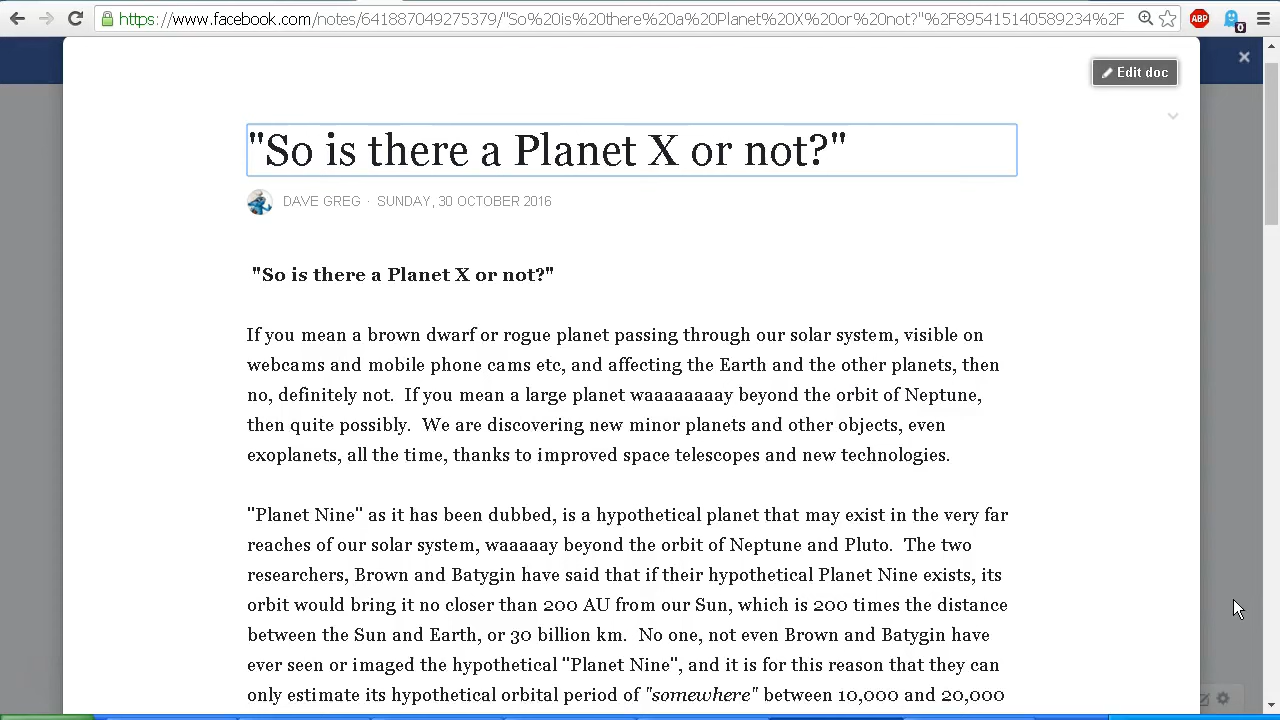 https://www.facebook.com/notes/641887049275372/"So%20is%20there%20a%20Planet%20X%20or%20not?"%2F895415140589234%2F
ABP
0
Edit doc
"So is there a Planet X or not?"
DAVE GREG · SUNDAY, 30 OCTOBER 2016
"So is there a Planet X or not?"
If you mean a brown dwarf or rogue planet passing through our solar system, visible on
webcams and mobile phone cams etc, and affecting the Earth and the other planets, then
no, definitely not.  If you mean a large planet waaaaaaaay beyond the orbit of Neptune,
then quite possibly.  We are discovering new minor planets and other objects, even
exoplanets, all the time, thanks to improved space telescopes and new technologies.
"Planet Nine" as it has been dubbed, is a hypothetical planet that may exist in the very far
reaches of our solar system, waaaaay beyond the orbit of Neptune and Pluto.  The two
researchers, Brown and Batygin have said that if their hypothetical Planet Nine exists, its
orbit would bring it no closer than 200 AU from our Sun, which is 200 times the distance
between the Sun and Earth, or 30 billion km.  No one, not even Brown and Batygin have
ever seen or imaged the hypothetical "Planet Nine", and it is for this reason that they can
only estimate its hypothetical orbital period of "somewhere" between 10,000 and 20,000